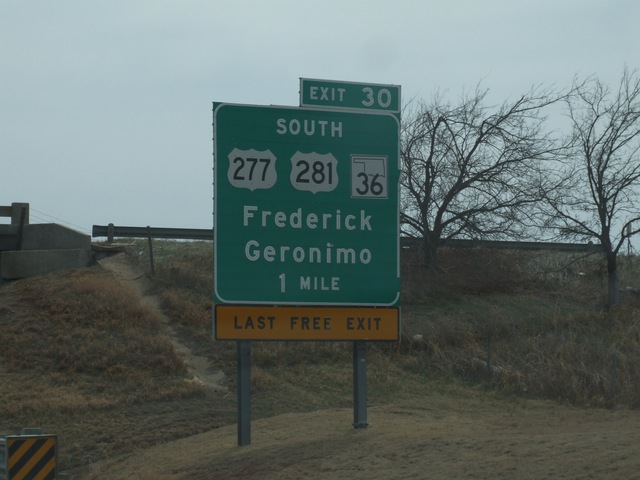 EXIT 30
SOUTH
277 281 36
Frederick
Geronimo
1 MILE
LAST FREE EXIT